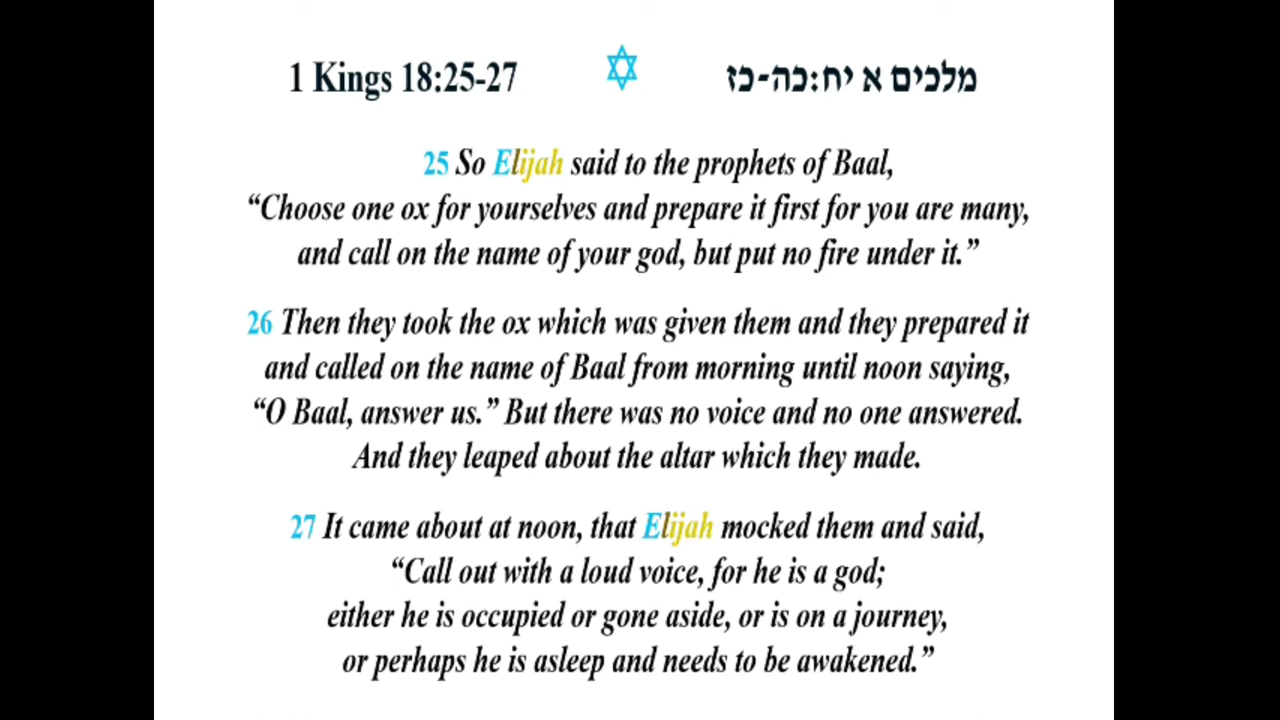 1 Kings 18:25-27 ✡ מלכים א יח:כה-כז
25 So Elijah said to the prophets of Baal,
“Choose one ox for yourselves and prepare it first for you are many,
and call on the name of your god, but put no fire under it.”
26 Then they took the ox which was given them and they prepared it
and called on the name of Baal from morning until noon saying,
“O Baal, answer us.” But there was no voice and no one answered.
And they leaped about the altar which they made.
27 It came about at noon, that Elijah mocked them and said,
“Call out with a loud voice, for he is a god;
either he is occupied or gone aside, or is on a journey,
or perhaps he is asleep and needs to be awakened.”